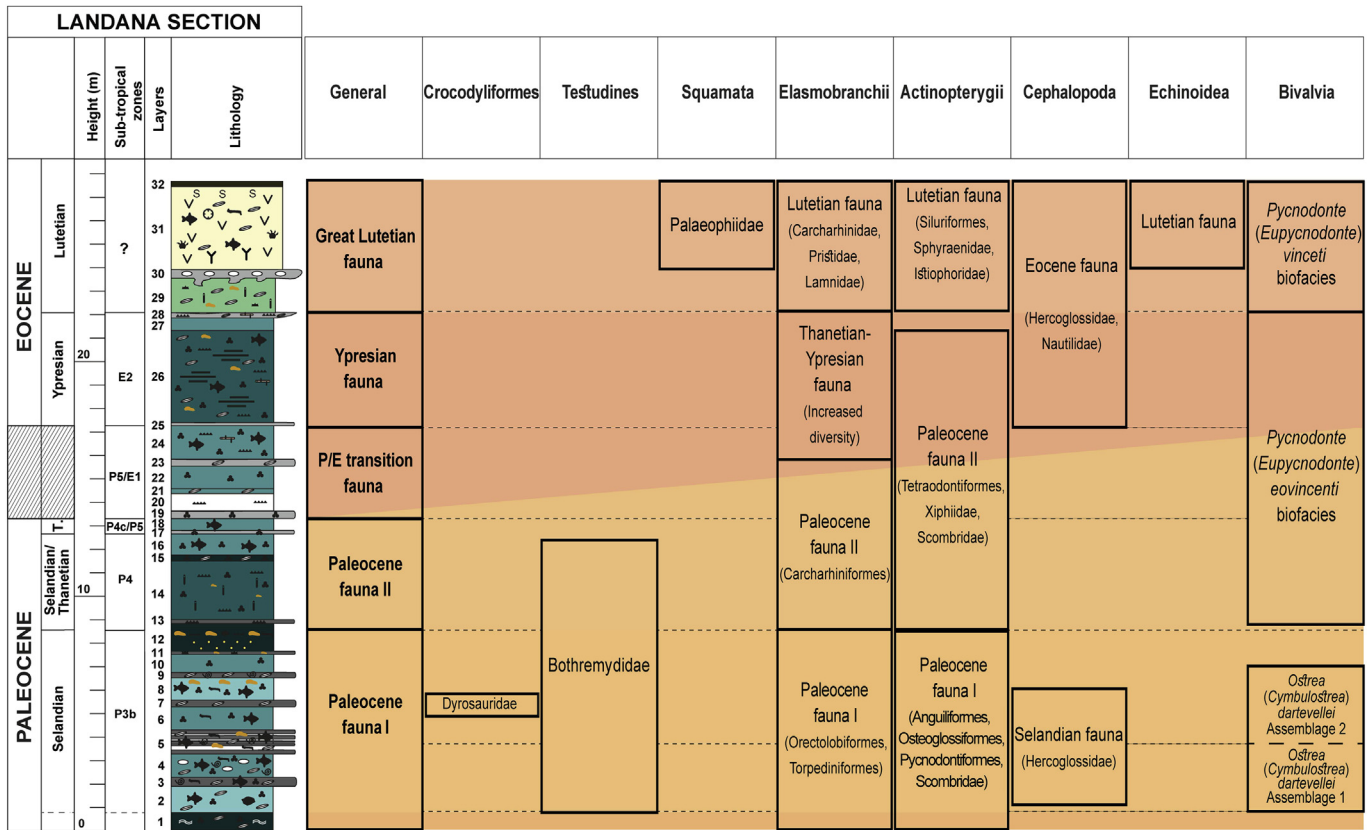 LANDANA SECTION
Height (m)
Sub-tropical
zones
Layers
Lithology
General
Crocodyliformes
Testudines
Squamata
Elasmobranchii
Actinopterygii
Cephalopoda
Echinoidea
Bivalvia
EOCENE
Lutetian
Ypresian
PALEOCENE
T.
Selandian/
Thanetian
Selandian
20
10
0
?
E2
P5/E1
P4c/P5
P4
P3b
32
31
30
29
28
27
26
25
24
23
22
21
20
19
18
17
16
15
14
13
12
11
10
9
8
7
6
5
4
3
2
1
S S S
V V V V V V V V
Y Y
Great Lutetian
fauna
Ypresian
fauna
P/E transition
fauna
Paleocene
fauna II
Paleocene
fauna I
Dyrosauridae
Bothremydidae
Palaeophiidae
Lutetian fauna
(Carcharhinidae,
Pristidae,
Lamnidae)
Thanetian-
Ypresian
fauna
(Increased
diversity)
Paleocene
fauna II
(Carcharhiniformes)
Paleocene
fauna I
(Orectolobiformes,
Torpediniformes)
Lutetian fauna
(Siluriformes,
Sphyraenidae,
Istiophoridae)
Paleocene
fauna II
(Tetraodontiformes,
Xiphiidae,
Scombridae)
Paleocene
fauna I
(Anguiliformes,
Osteoglossiformes,
Pycnodontiformes,
Scombridae)
Eocene fauna
(Hercoglossidae,
Nautilidae)
Selandian fauna
(Hercoglossidae)
Lutetian fauna
Pycnodonte
(Eupycnodonte)
vinceti
biofacies
Pycnodonte
(Eupycnodonte)
eovincenti
biofacies
Ostrea
(Cymbulostrea)
dartevellei
Assemblage 2
Ostrea
(Cymbulostrea)
dartevellei
Assemblage 1